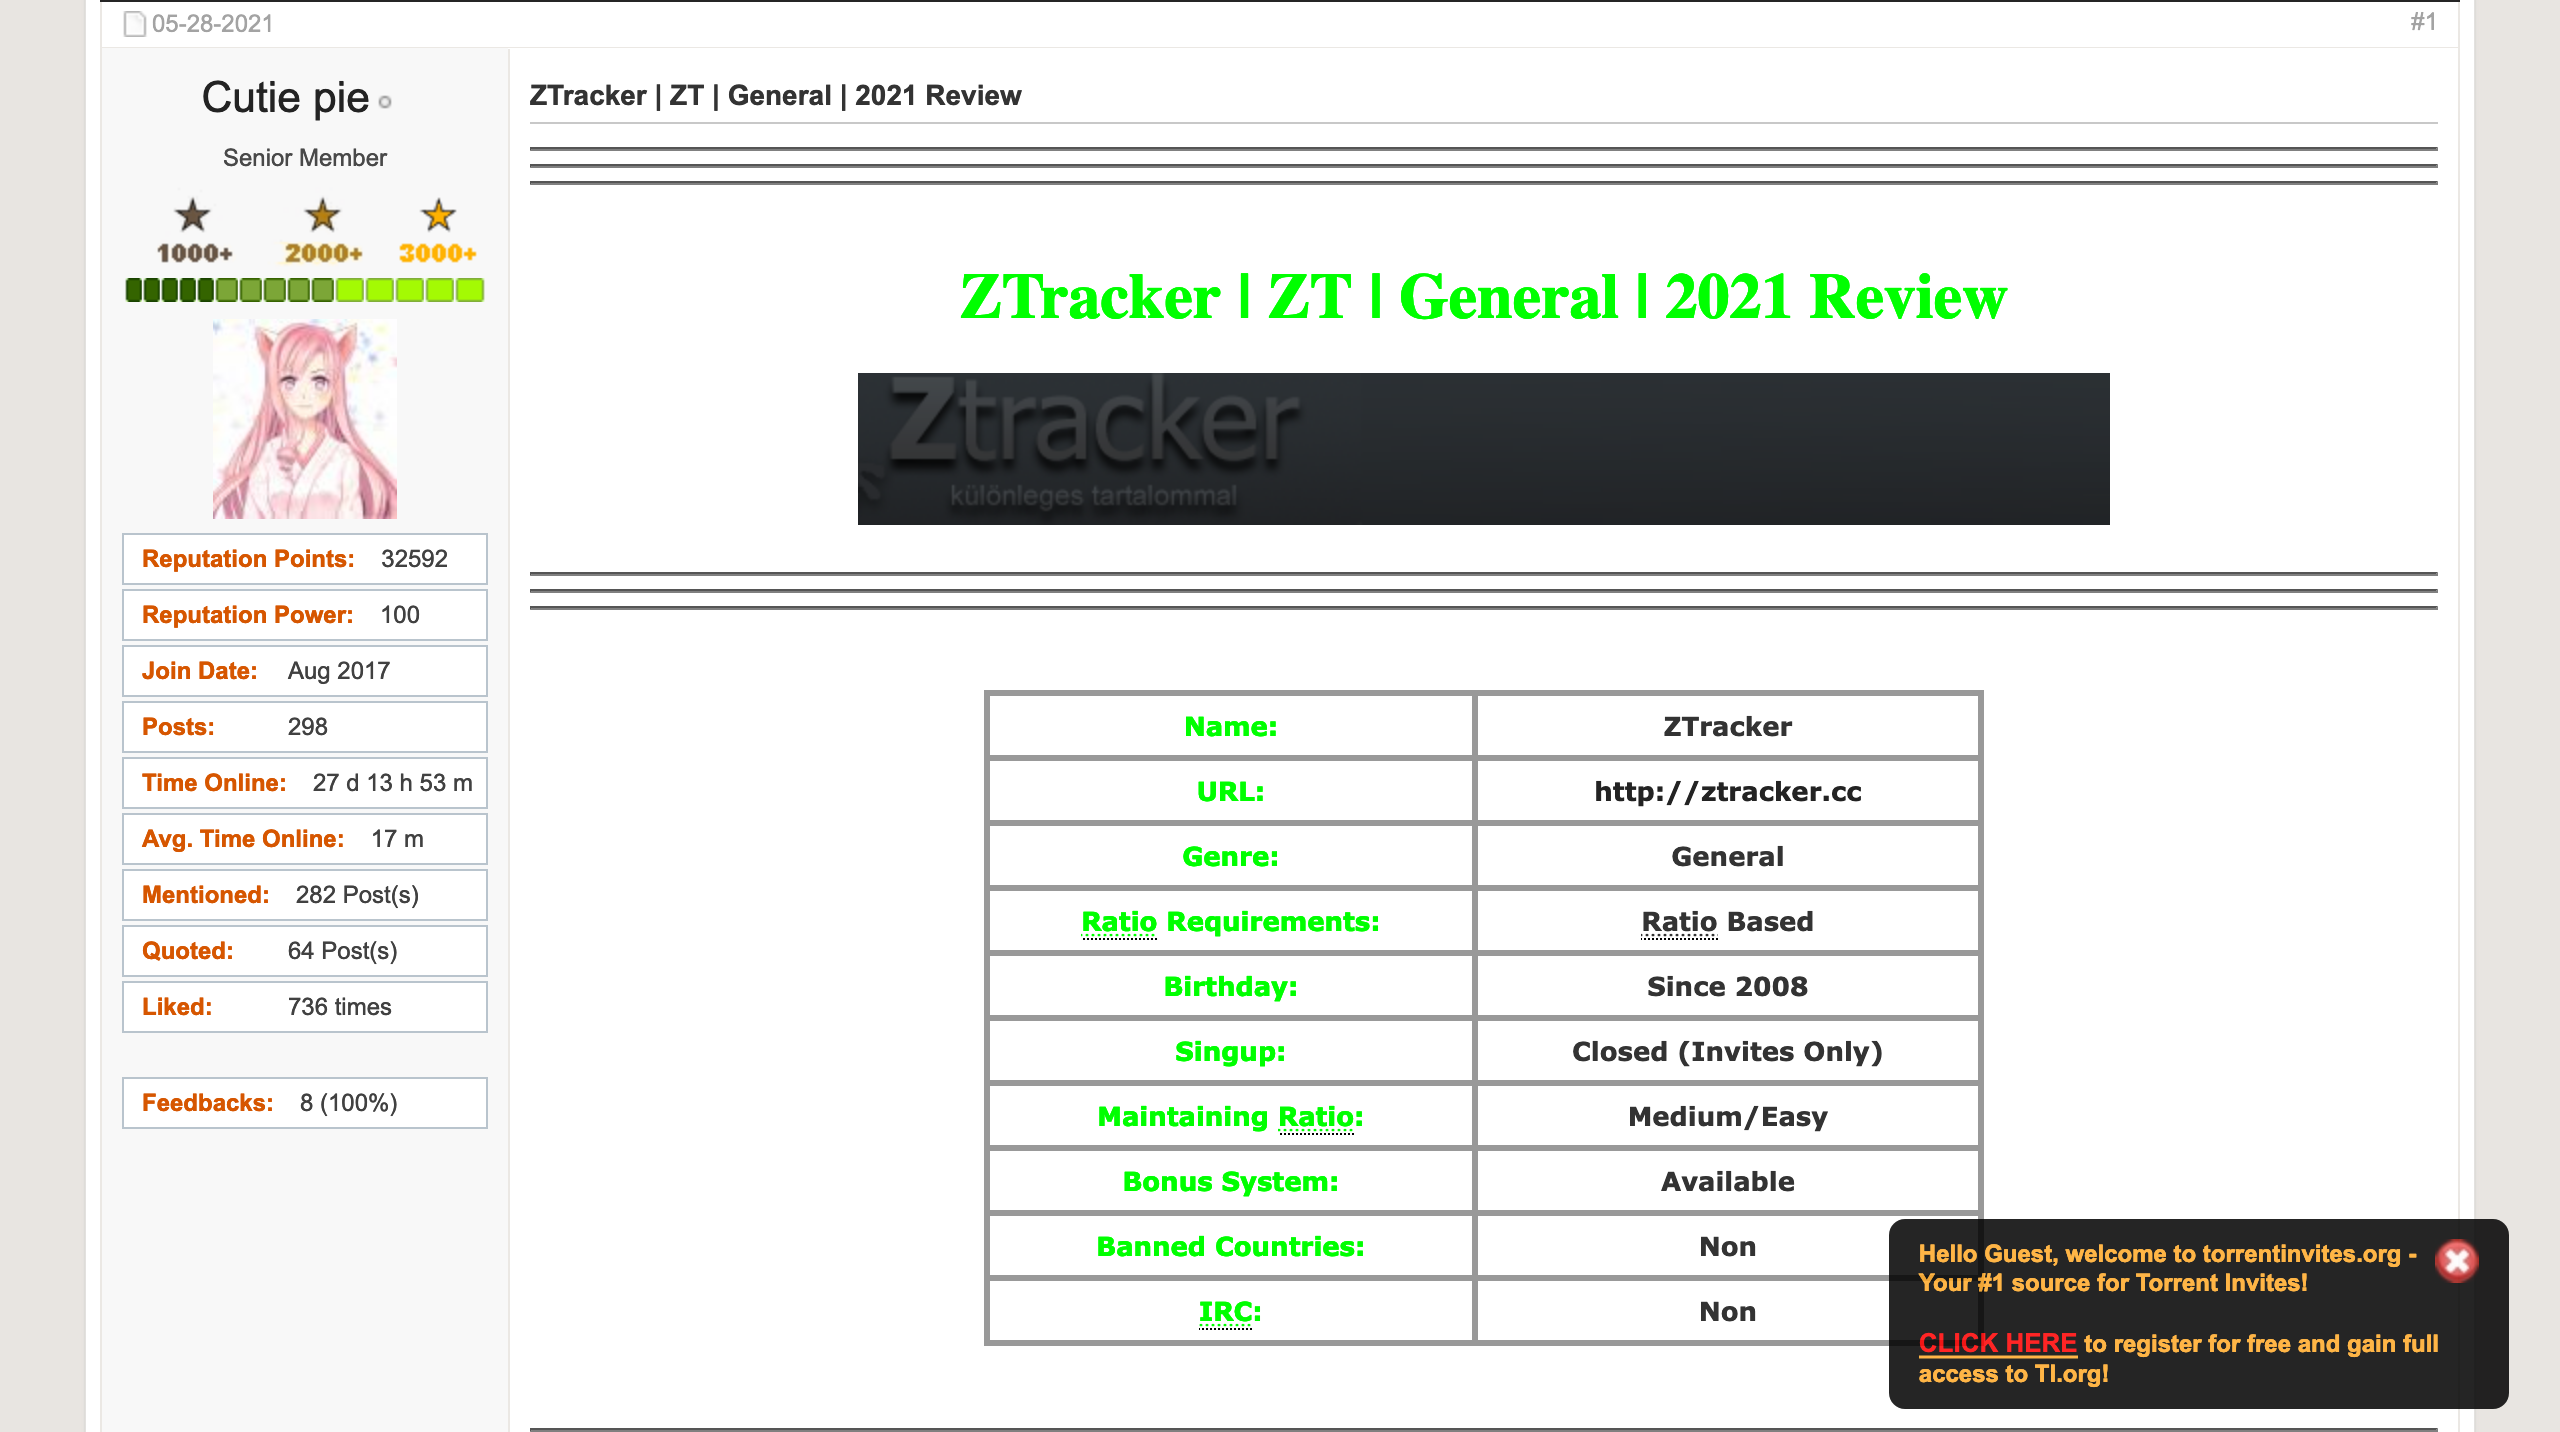 05-28-2021
#1
Cutie pie
Senior Member
1000+ 2000+ 3000+
Reputation Points: 32592
Reputation Power: 100
Join Date: Aug 2017
Posts: 298
Time Online: 27 d 13 h 53 m
Avg. Time Online: 17 m
Mentioned: 282 Post(s)
Quoted: 64 Post(s)
Liked: 736 times
Feedbacks: 8 (100%)
ZTracker | ZT | General | 2021 Review
ZTracker | ZT | General | 2021 Review
Ztracker
különleges tartalommal
Name: ZTracker
URL: http://ztracker.cc
Genre: General
Ratio Requirements: Ratio Based
Birthday: Since 2008
Singup: Closed (Invites Only)
Maintaining Ratio: Medium/Easy
Bonus System: Available
Banned Countries: Non
IRC: Non
Hello Guest, welcome to torrentinvites.org -
Your #1 source for Torrent Invites!
CLICK HERE to register for free and gain full
access to TI.org!